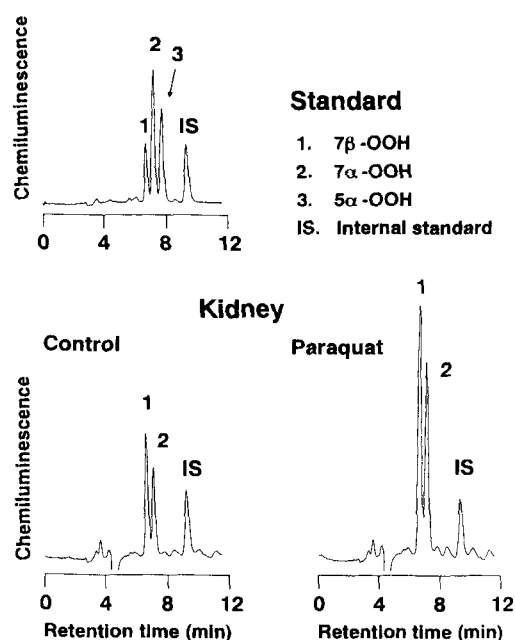 Chemiluminescence
2
3
1
IS
0 4 8 12
Standard
1. 7β-OOH
2. 7α-OOH
3. 5α-OOH
IS. Internal standard
Kidney
Control
Chemiluminescence
1
2
IS
0 4 8 12
Retention time (min)
Paraquat
1
2
IS
0 4 8 12
Retention time (min)